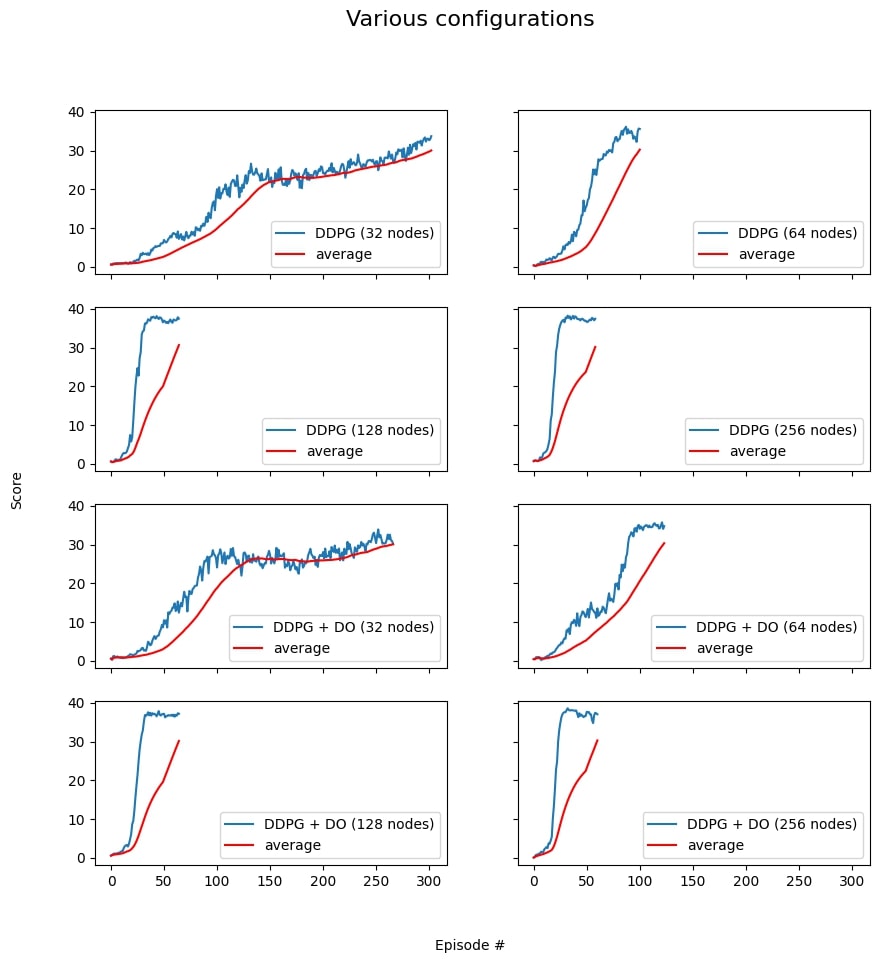 Various configurations
40
30
20
10
0
DDPG (32 nodes)
average
DDPG (64 nodes)
average
40
30
20
10
0
DDPG (128 nodes)
average
DDPG (256 nodes)
average
Score
40
30
20
10
0
DDPG + DO (32 nodes)
average
DDPG + DO (64 nodes)
average
40
30
20
10
0
DDPG + DO (128 nodes)
average
DDPG + DO (256 nodes)
average
0 50 100 150 200 250 300
0 50 100 150 200 250 300
Episode #